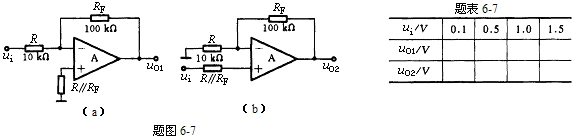 R_F
100 kΩ
R
u_i
10 kΩ
−
+
A
u_O1
R//R_F
(a)
R_F
100 kΩ
R
10 kΩ
u_i
−
+
A
u_O2
R//R_F
(b)
题图 6-7
题表 6-7
u_i/V 0.1 0.5 1.0 1.5
u_O1/V
u_O2/V